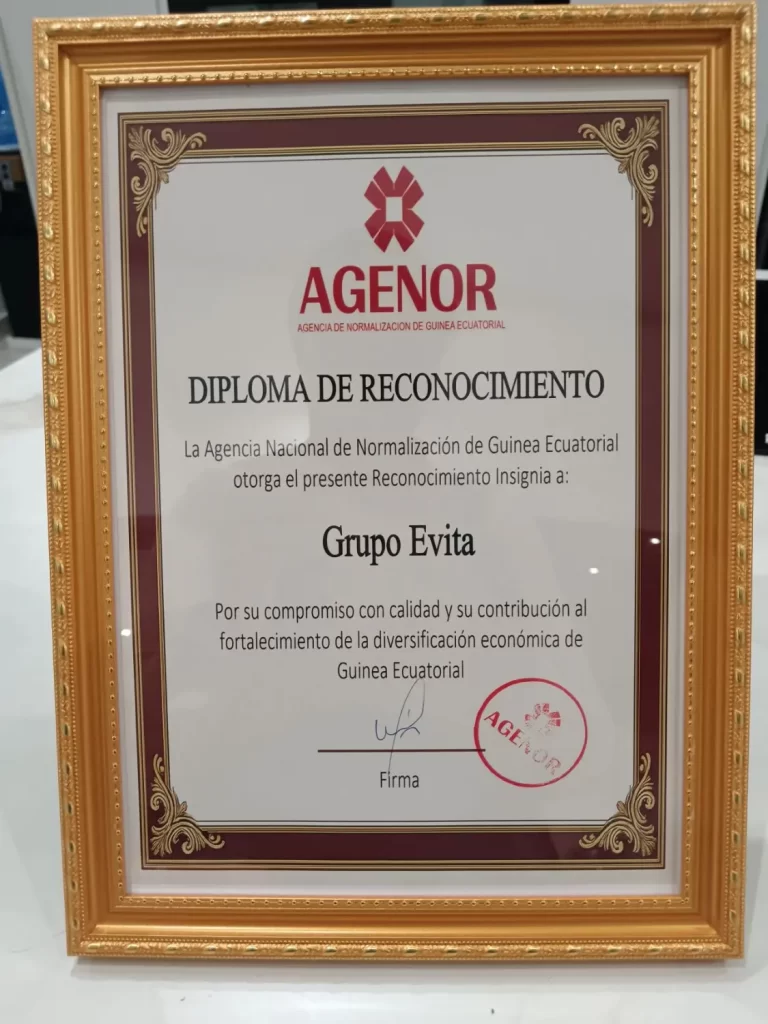 AGENOR
AGENCIA DE NORMALIZACION DE GUINEA ECUATORIAL
DIPLOMA DE RECONOCIMIENTO
La Agencia Nacional de Normalización de Guinea Ecuatorial
otorga el presente Reconocimiento Insignia a:
Grupo Evita
Por su compromiso con calidad y su contribución al
fortalecimiento de la diversificación económica de
Guinea Ecuatorial
AGENOR
Firma